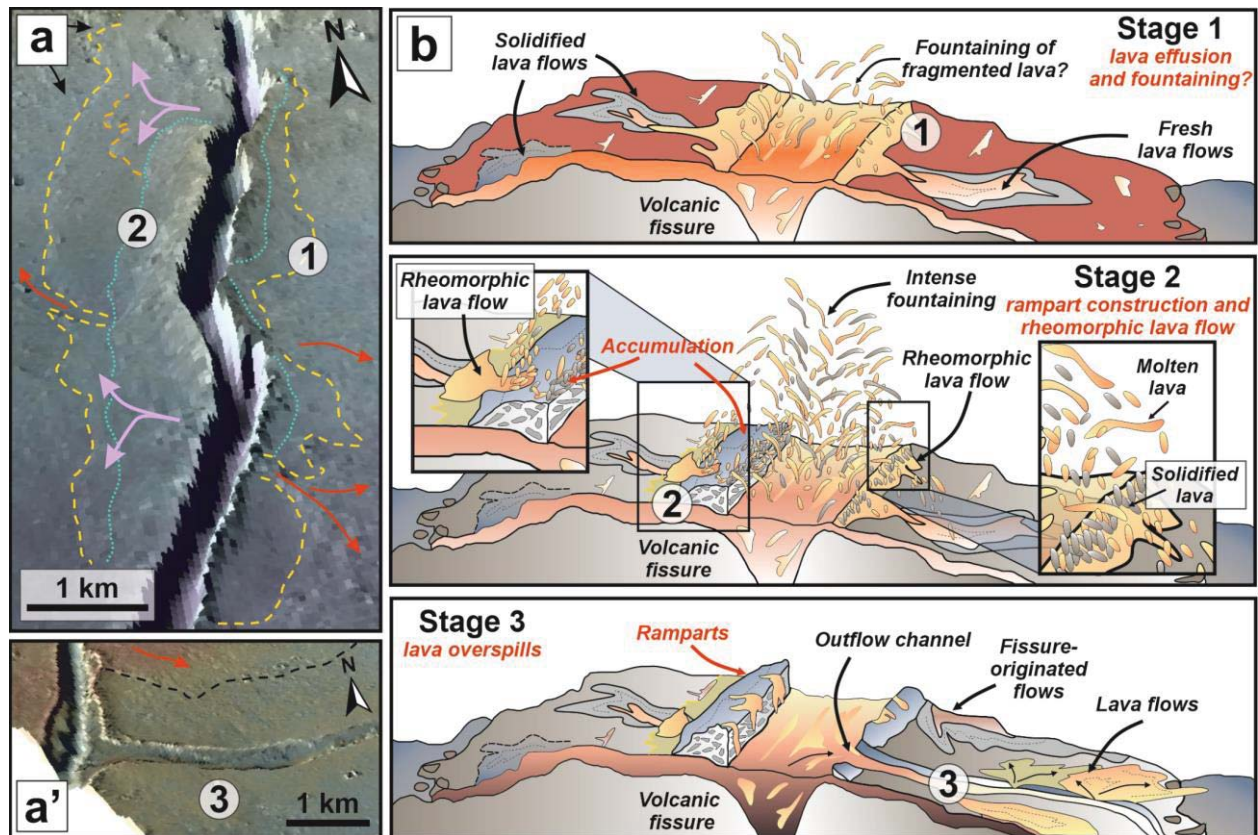 a
N
2
1
1 km
a'
N
3
1 km
b
Solidified
lava flows
Fountaining of
fragmented lava?
Stage 1
lava effusion
and fountaining?
1
Fresh
lava flows
Volcanic
fissure
Rheomorphic
lava flow
Accumulation
Intense
fountaining
Stage 2
rampart construction and
rheomorphic lava flow
Rheomorphic
lava flow
Molten
lava
Solidified
lava
2
Volcanic
fissure
Stage 3
lava overspills
Ramparts
Outflow channel
Fissure-
originated
flows
Lava flows
3
Volcanic
fissure